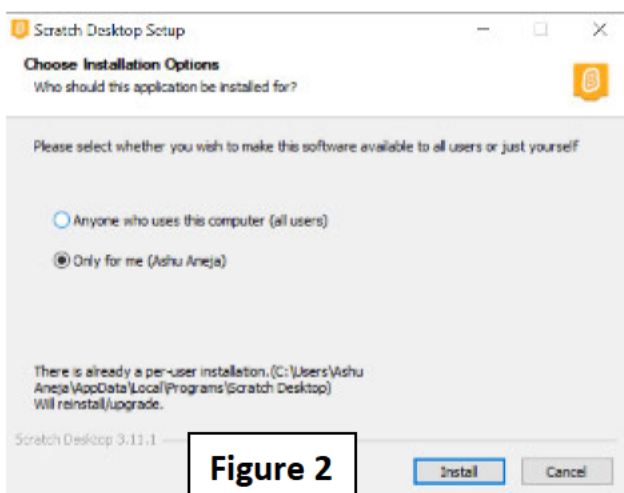 Scratch Desktop Setup
Choose Installation Options
Who should this application be installed for?
Please select whether you wish to make this software available to all users or just yourself
Anyone who uses this computer (all users)
Only for me (Ashu Aneja)
There is already a per-user installation.(C:\Users\Ashu
Aneja\AppData\Local\Programs\Scratch Desktop)
Will reinstall/upgrade.
Scratch Desktop 3.11.1
Figure 2
Install
Cancel